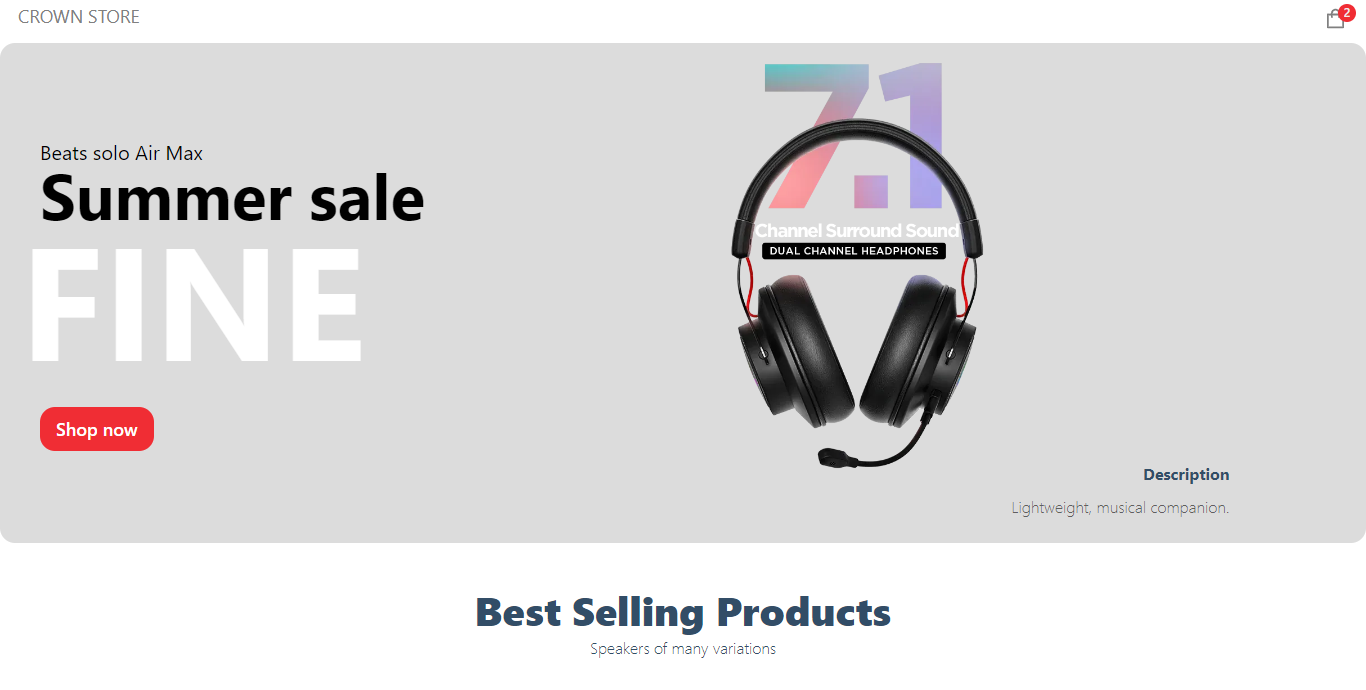 CROWN STORE
2
Beats solo Air Max
Summer sale
FINE
Shop now
7.1
Channel Surround Sound
DUAL CHANNEL HEADPHONES
Description
Lightweight, musical companion.
Best Selling Products
Speakers of many variations